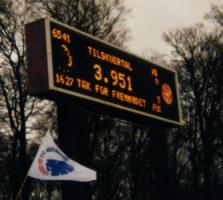 6541
TILSKUERTAL
3.951
1627 TAK FOR FREMMØDET